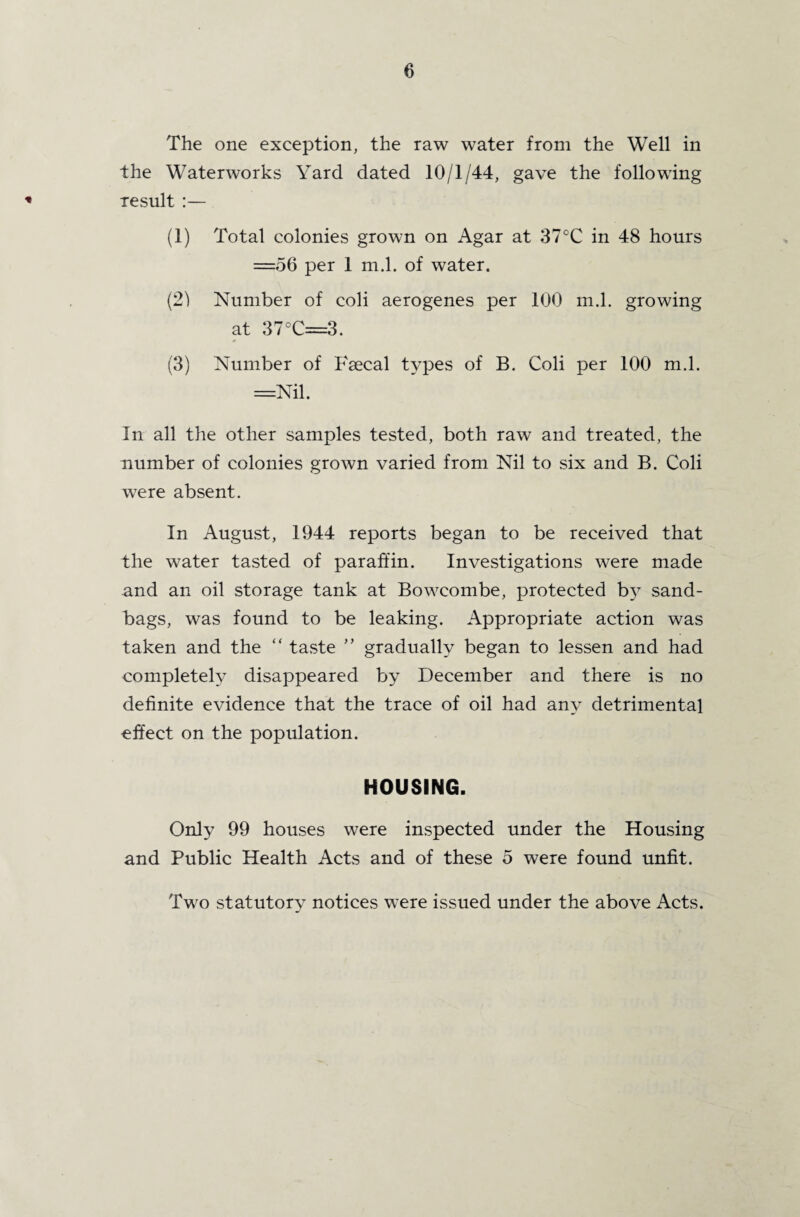 6
The one exception, the raw water from the Well in
the Waterworks Yard dated 10/1/44, gave the following
result :—
(1) Total colonies grown on Agar at 37°C in 48 hours
=56 per 1 m.l. of water.
(2) Number of coli aerogenes per 100 m.l. growing
at 37°C=3.
(3) Number of Fæcal types of B. Coli per 100 m.l.
=Nil.
In all the other samples tested, both raw and treated, the
number of colonies grown varied from Nil to six and B. Coli
were absent.
In August, 1944 reports began to be received that
the water tasted of paraffin. Investigations were made
and an oil storage tank at Bowcombe, protected by sand-
bags, was found to be leaking. Appropriate action was
taken and the “ taste ” gradually began to lessen and had
completely disappeared by December and there is no
definite evidence that the trace of oil had any detrimental
effect on the population.
HOUSING.
Only 99 houses were inspected under the Housing
and Public Health Acts and of these 5 were found unfit.
Two statutory notices were issued under the above Acts.